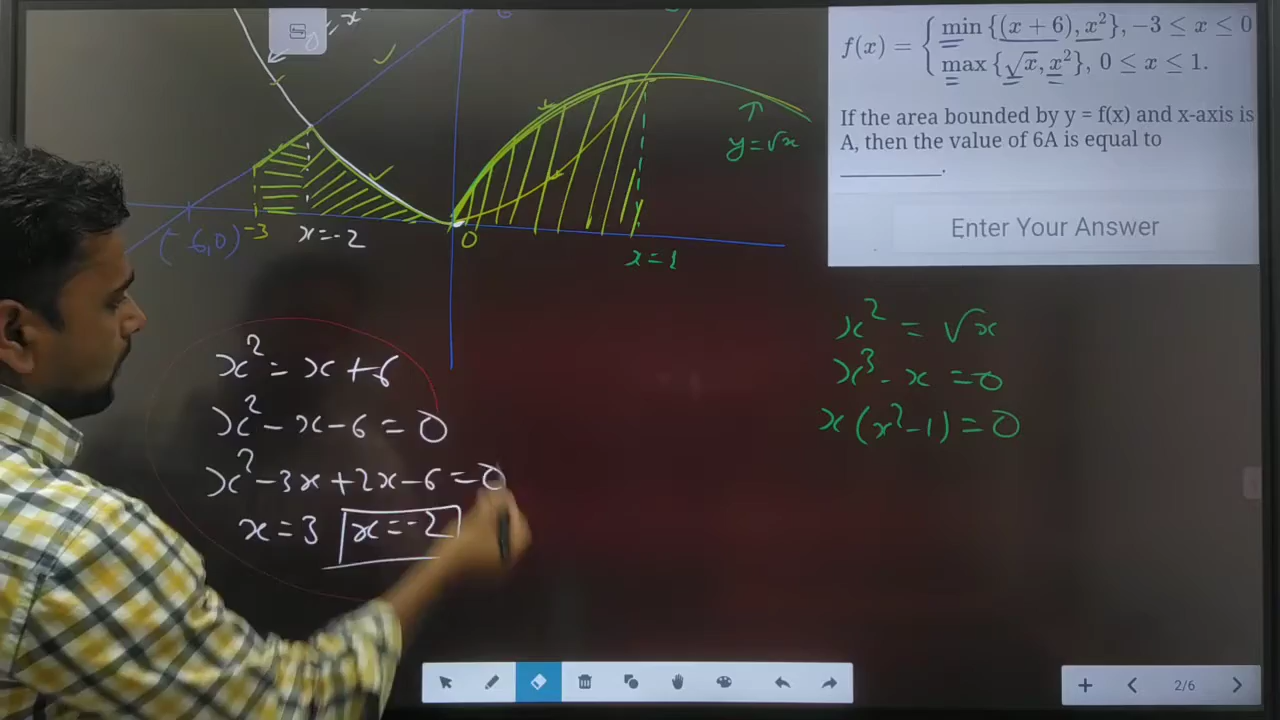 f(x) = { min {(x + 6), x²}, −3 ≤ x ≤ 0
max {√x, x²}, 0 ≤ x ≤ 1.
If the area bounded by y = f(x) and x-axis is
A, then the value of 6A is equal to
________.
Enter Your Answer
y = √x
(-6,0)
-3
x=-2
0
x=1
x² = x+6
x² - x - 6 = 0
x² - 3x + 2x - 6 = 0
x = 3 x = -2
x² = √x
x³ - x = 0
x(x² - 1) = 0
2/6